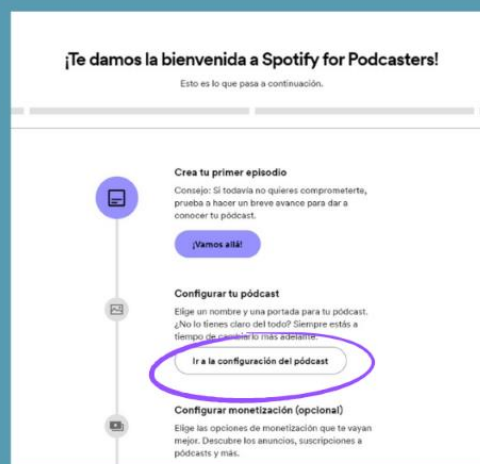 ¡Te damos la bienvenida a Spotify for Podcasters!
Esto es lo que pasa a continuación.
Crea tu primer episodio
Consejo: Si todavía no quieres comprometerte,
prueba a hacer un breve avance para dar a
conocer tu pódcast.
¡Vamos allá!
Configurar tu pódcast
Elige un nombre y una portada para tu pódcast.
¿No lo tienes claro del todo? Siempre estás a
tiempo de cambiarlo más adelante.
Ir a la configuración del pódcast
Configurar monetización (opcional)
Elige las opciones de monetización que te vayan
mejor. Descubre los anuncios, suscripciones a
pódcasts y más.